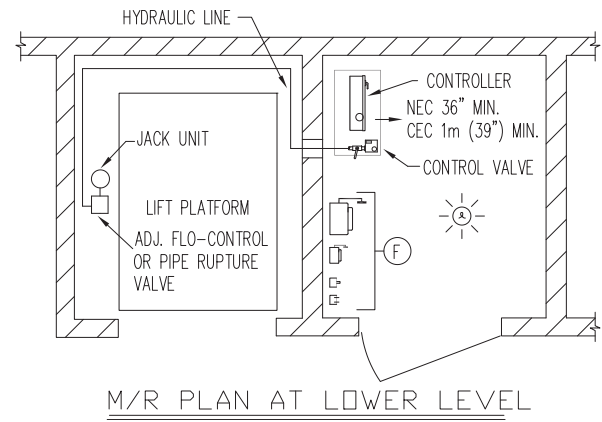 HYDRAULIC LINE
CONTROLLER
NEC 36" MIN.
CEC 1m (39") MIN.
CONTROL VALVE
JACK UNIT
LIFT PLATFORM
ADJ. FLO-CONTROL
OR PIPE RUPTURE
VALVE
F
M/R PLAN AT LOWER LEVEL